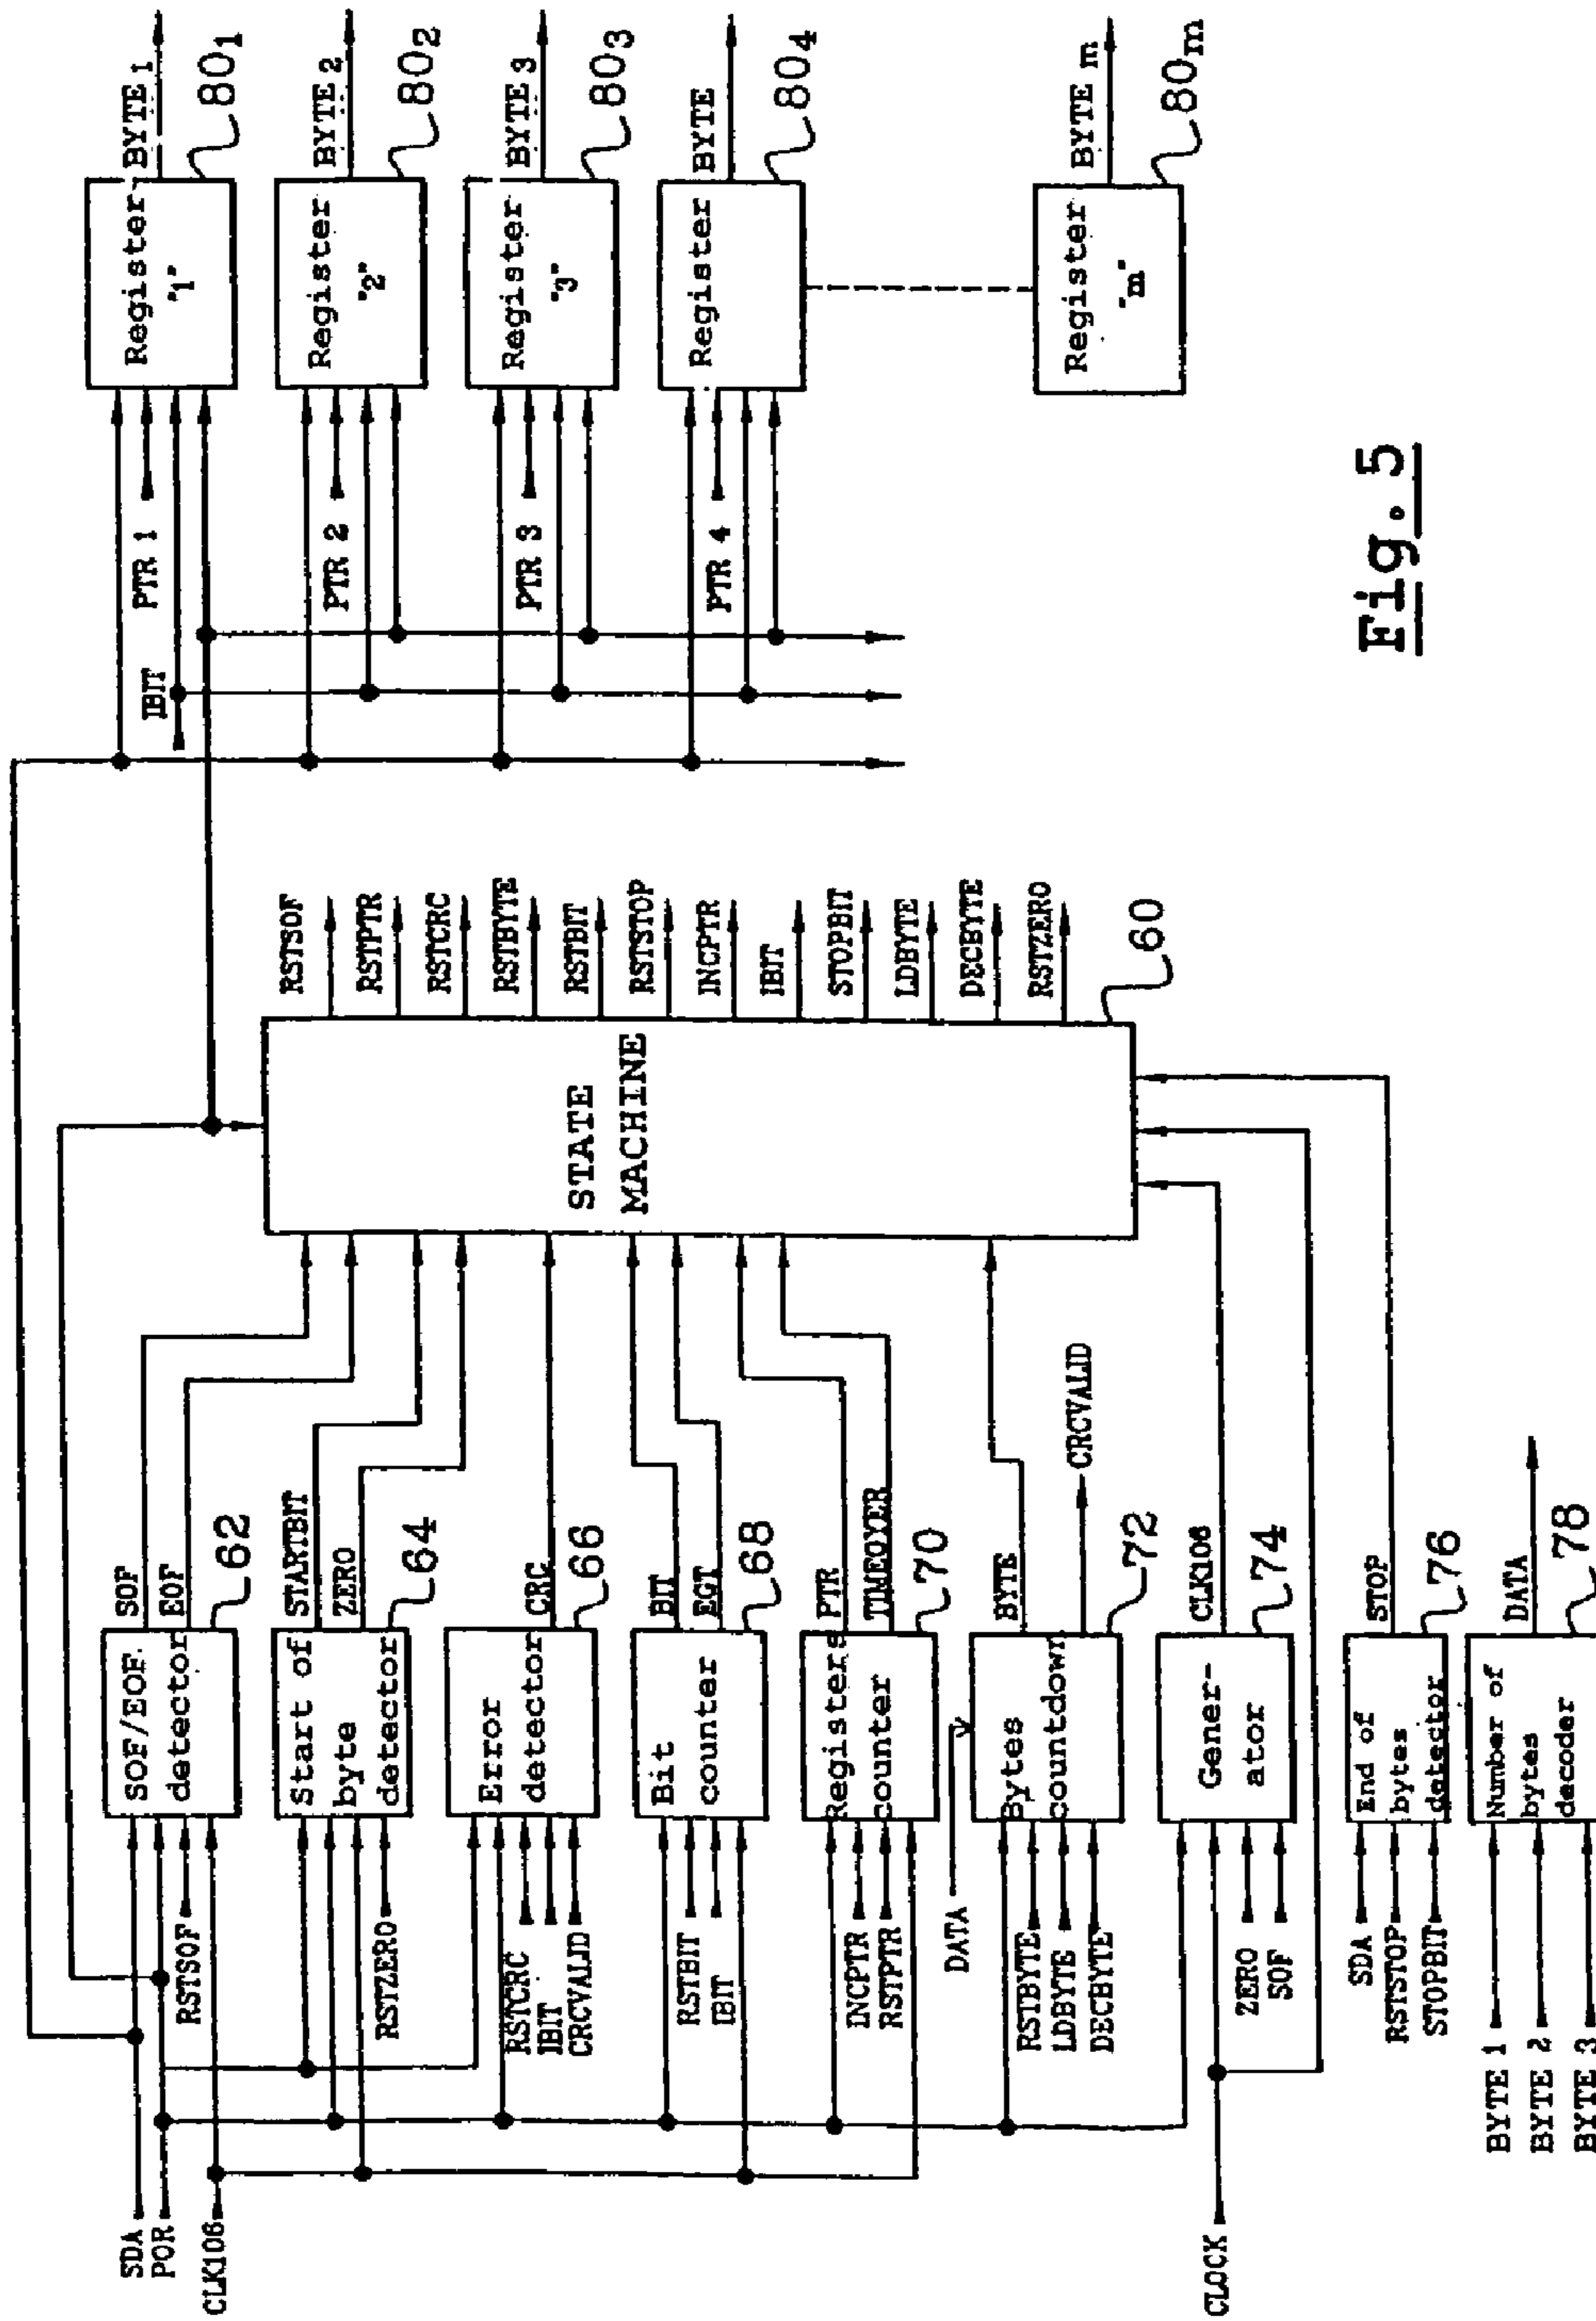 SDA
POR
CLK106
CLOCK
SOF/EOF
detector
SOF
EOF
62
RSTSOF
Start of
byte
detector
STARTBIT
ZERO
64
RSTZERO
Error
detector
CRC
66
RSTCRC
IBIT
CRCVALID
Bit
counter
BIT
EGT
68
RSTBIT
IBIT
Registers
counter
PTR
TIMEOVER
70
INCPTR
RSTPTR
DATA
Bytes
countdown
BYTE
CRCVALID
72
RSTBYTE
LDBYTE
DECBYTE
Gener-
ator
CLK106
74
ZERO
SOF
End of
bytes
detector
STOP
76
SDA
RSTSTOP
STOPBIT
Number of
bytes
decoder
DATA
78
BYTE 1
BYTE 2
BYTE 3
STATE
MACHINE
60
RSTSOF
RSTPTR
RSTCRC
RSTBYTE
RSTBIT
RSTSTOP
INCPTR
IBIT
STOPBIT
LDBYTE
DECBYTE
RSTZERO
IBIT
PTR 1
Register
"1"
BYTE 1
80₁
PTR 2
Register
"2"
BYTE 2
80₂
PTR 3
Register
"3"
BYTE 3
80₃
PTR 4
Register
BYTE
80₄
Register
"m"
BYTE m
80m
Fig. 5